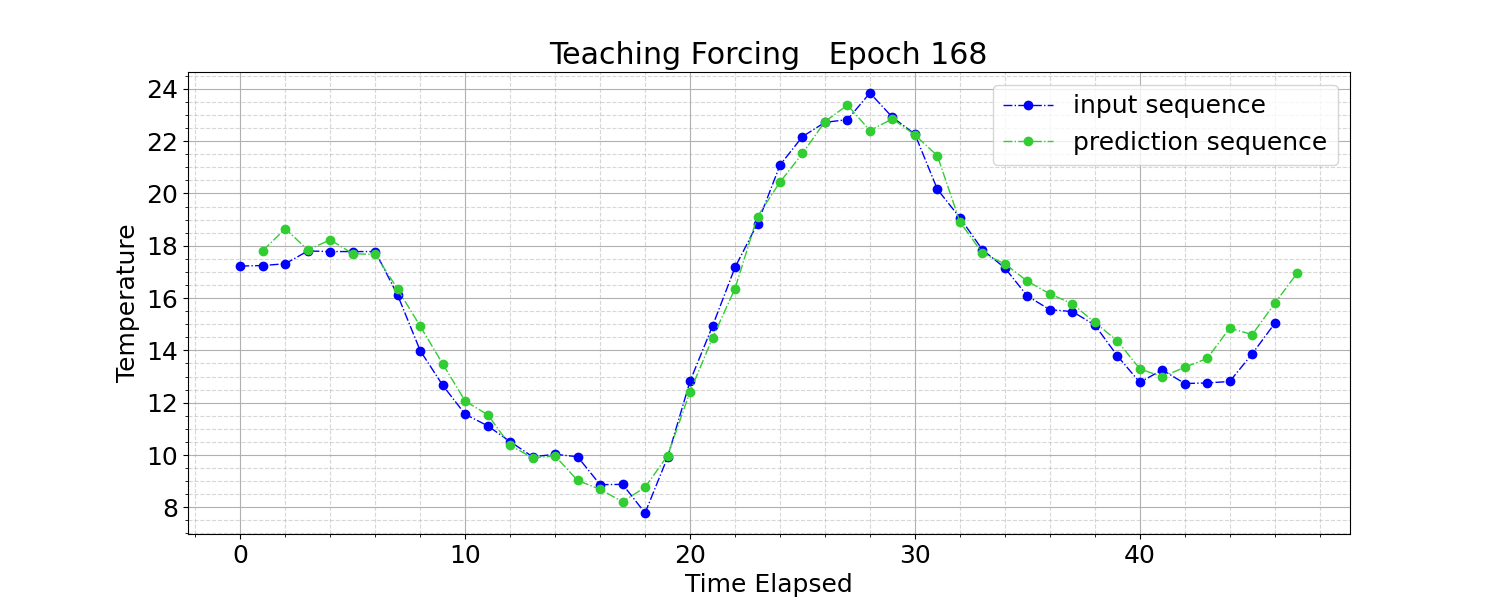 Teaching Forcing   Epoch 168
input sequence
prediction sequence
Temperature
24
22
20
18
16
14
12
10
8
0 10 20 30 40
Time Elapsed